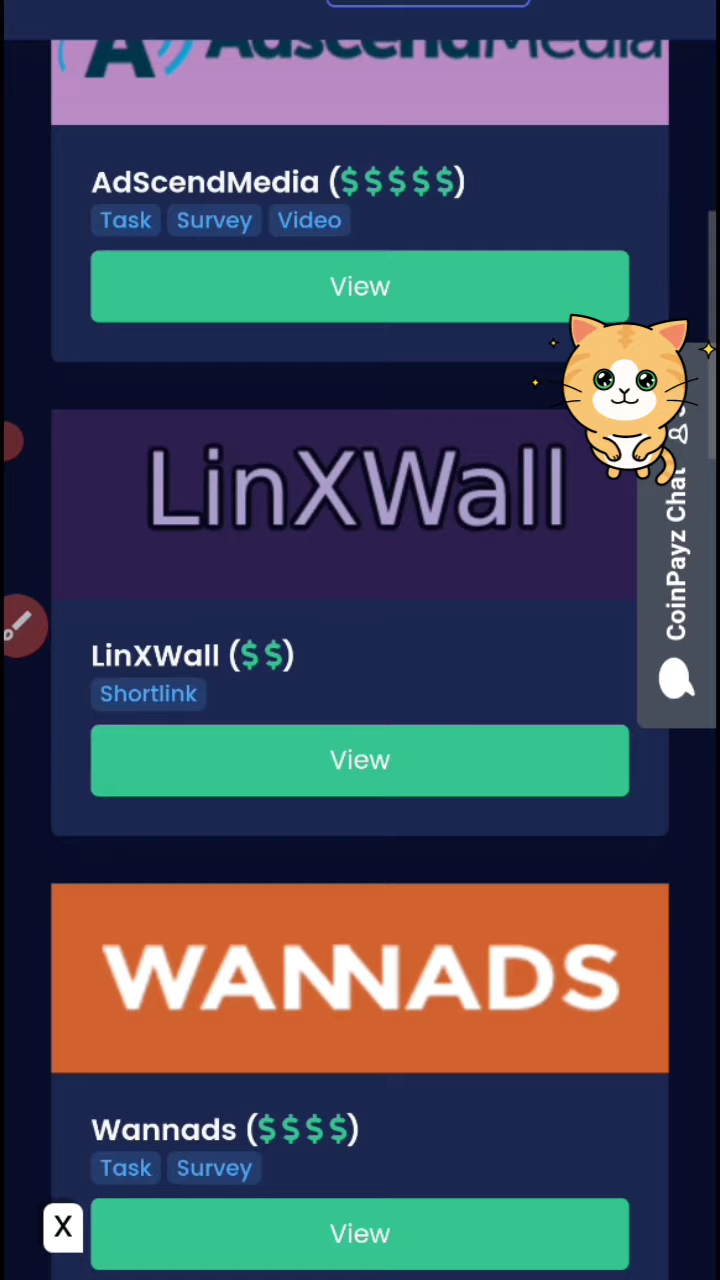 AdscendMedia
AdScendMedia ($$$$$)
Task Survey Video
View
LinXWall
CoinPayz Chat
LinXWall ($$)
Shortlink
View
WANNADS
Wannads ($$$$)
Task Survey
X
View